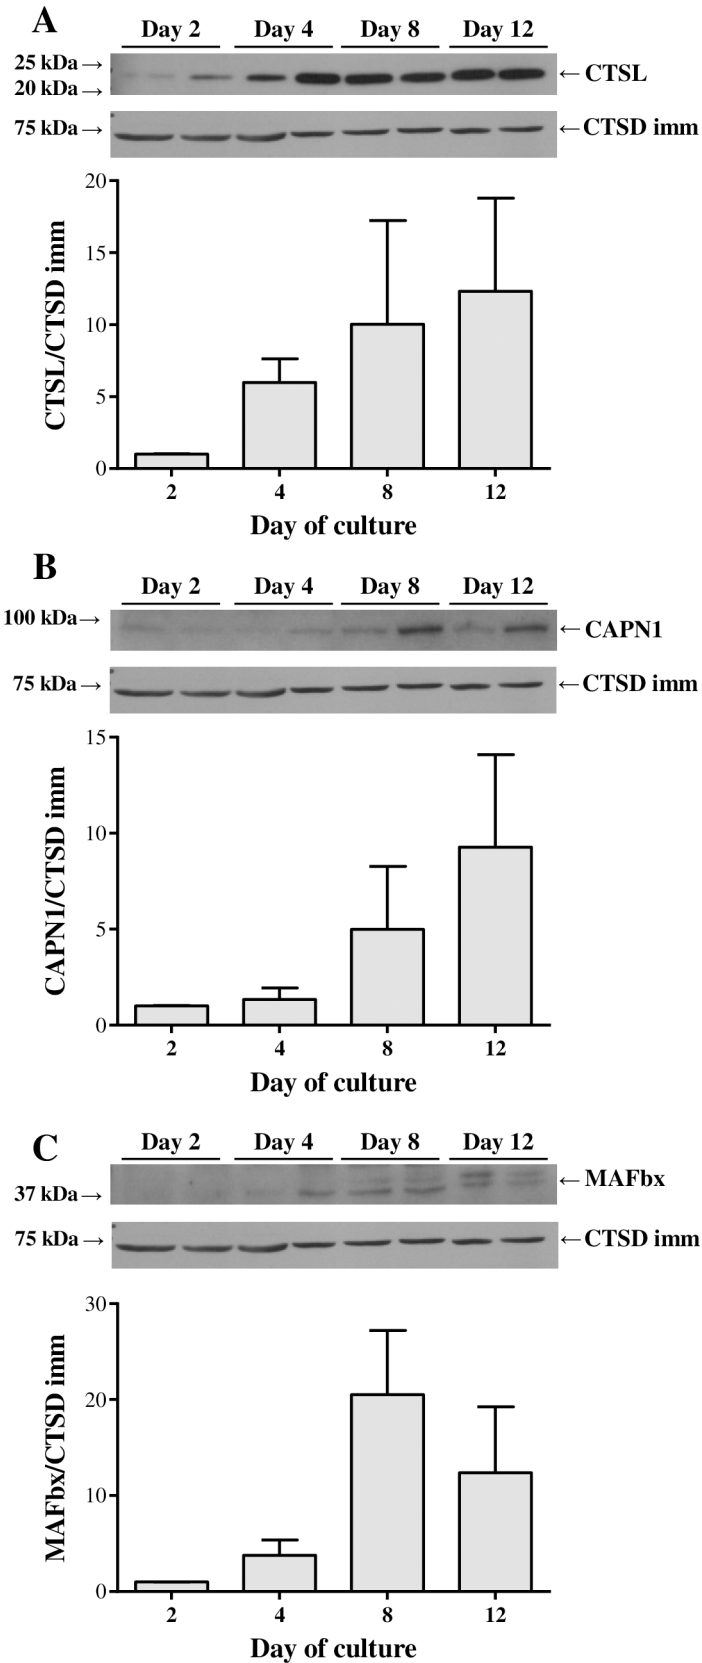 A
Day 2 Day 4 Day 8 Day 12
25 kDa→
20 kDa→
←CTSL
75 kDa→
←CTSD imm
20
15
10
5
0
CTSL/CTSD imm
2 4 8 12
Day of culture
B
Day 2 Day 4 Day 8 Day 12
100 kDa→
←CAPN1
75 kDa→
←CTSD imm
15
10
5
0
CAPN1/CTSD imm
2 4 8 12
Day of culture
C
Day 2 Day 4 Day 8 Day 12
←MAFbx
37 kDa→
75 kDa→
←CTSD imm
30
20
10
0
MAFbx/CTSD imm
2 4 8 12
Day of culture